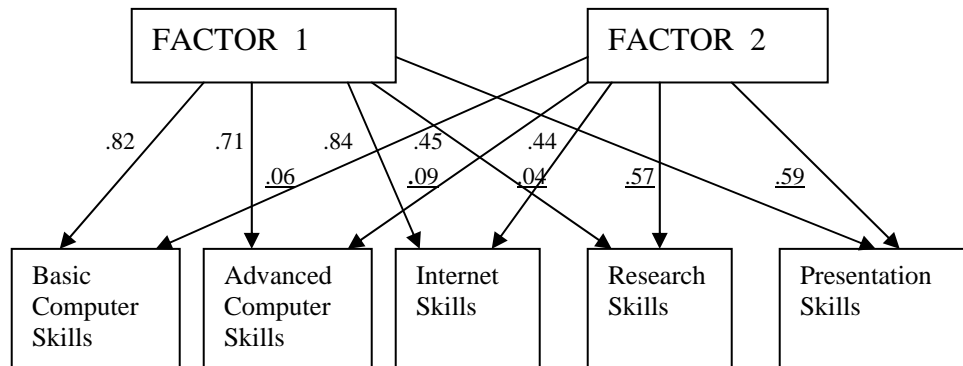 FACTOR 1
FACTOR 2
.82
.71
.84
.45
.44
.06
.09
.04
.57
.59
Basic
Computer
Skills
Advanced
Computer
Skills
Internet
Skills
Research
Skills
Presentation
Skills